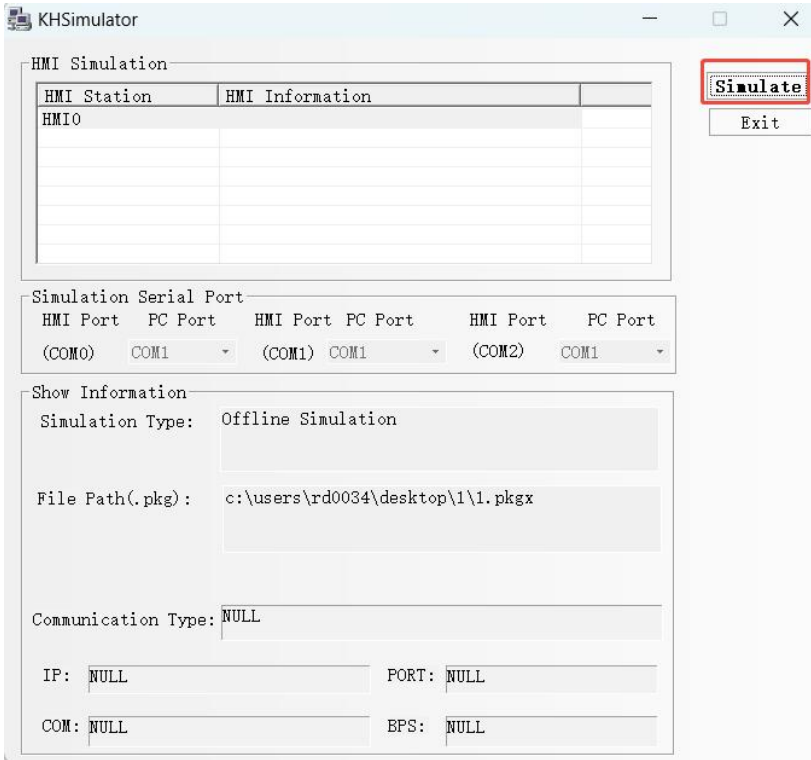 KHSimulator
HMI Simulation
HMI Station HMI Information
HMI0
Simulate
Exit
Simulation Serial Port
HMI Port PC Port HMI Port PC Port HMI Port PC Port
(COM0) COM1 (COM1) COM1 (COM2) COM1
Show Information
Simulation Type: Offline Simulation
File Path(.pkg): c:\users\rd0034\desktop\1\1.pkgx
Communication Type: NULL
IP: NULL PORT: NULL
COM: NULL BPS: NULL